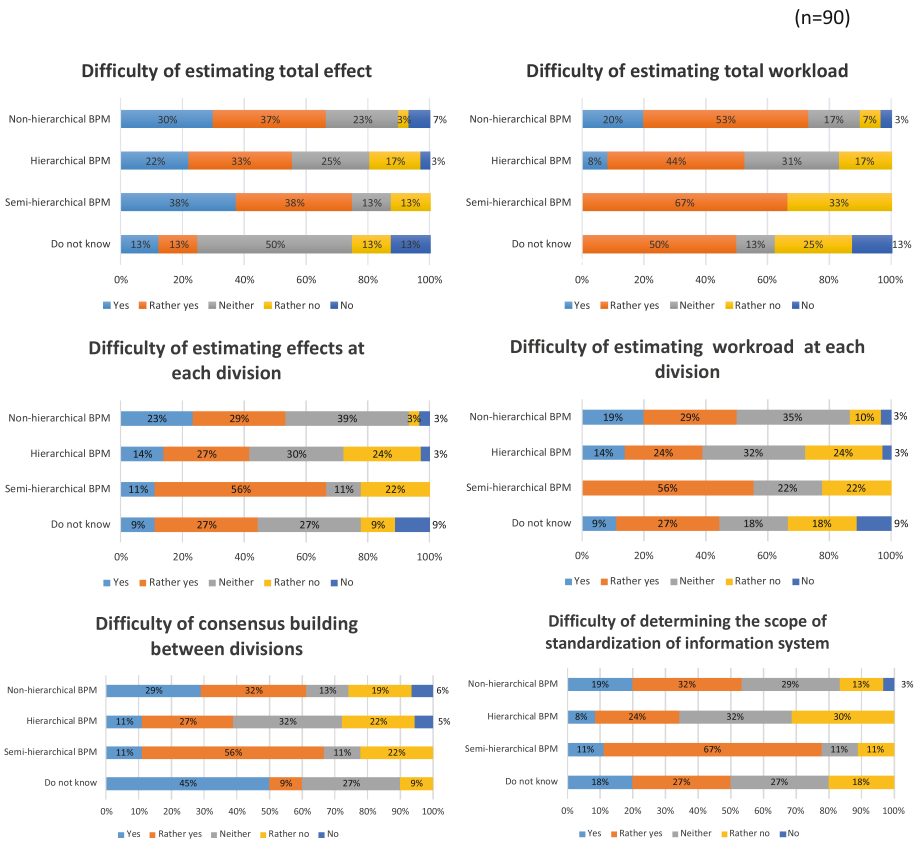 (n=90)
Difficulty of estimating total effect
Non-hierarchical BPM 30% 37% 23% 3% 7%
Hierarchical BPM 22% 33% 25% 17% 3%
Semi-hierarchical BPM 38% 38% 13% 13%
Do not know 13% 13% 50% 13% 13%
0% 20% 40% 60% 80% 100%
Yes Rather yes Neither Rather no No
Difficulty of estimating total workload
Non-hierarchical BPM 20% 53% 17% 7% 3%
Hierarchical BPM 8% 44% 31% 17%
Semi-hierarchical BPM 67% 33%
Do not know 50% 13% 25% 13%
0% 20% 40% 60% 80% 100%
Yes Rather yes Neither Rather no No
Difficulty of estimating effects at
each division
Non-hierarchical BPM 23% 29% 39% 3% 3%
Hierarchical BPM 14% 27% 30% 24% 3%
Semi-hierarchical BPM 11% 56% 11% 22%
Do not know 9% 27% 27% 9% 9%
0% 20% 40% 60% 80% 100%
Yes Rather yes Neither Rather no No
Difficulty of estimating workroad at each
division
Non-hierarchical BPM 19% 29% 35% 10% 3%
Hierarchical BPM 14% 24% 32% 24% 3%
Semi-hierarchical BPM 56% 22% 22%
Do not know 9% 27% 18% 18% 9%
0% 20% 40% 60% 80% 100%
Yes Rather yes Neither Rather no No
Difficulty of consensus building
between divisions
Non-hierarchical BPM 29% 32% 13% 19% 6%
Hierarchical BPM 11% 27% 32% 22% 5%
Semi-hierarchical BPM 11% 56% 11% 22%
Do not know 45% 9% 27% 9%
0% 10% 20% 30% 40% 50% 60% 70% 80% 90% 100%
Yes Rather yes Neither Rather no No
Difficulty of determining the scope of
standardization of information system
Non-hierarchical BPM 19% 32% 29% 13% 3%
Hierarchical BPM 8% 24% 32% 30%
Semi-hierarchical BPM 11% 67% 11% 11%
Do not know 18% 27% 27% 18%
0% 10% 20% 30% 40% 50% 60% 70% 80% 90% 100%
Yes Rather yes Neither Rather no No